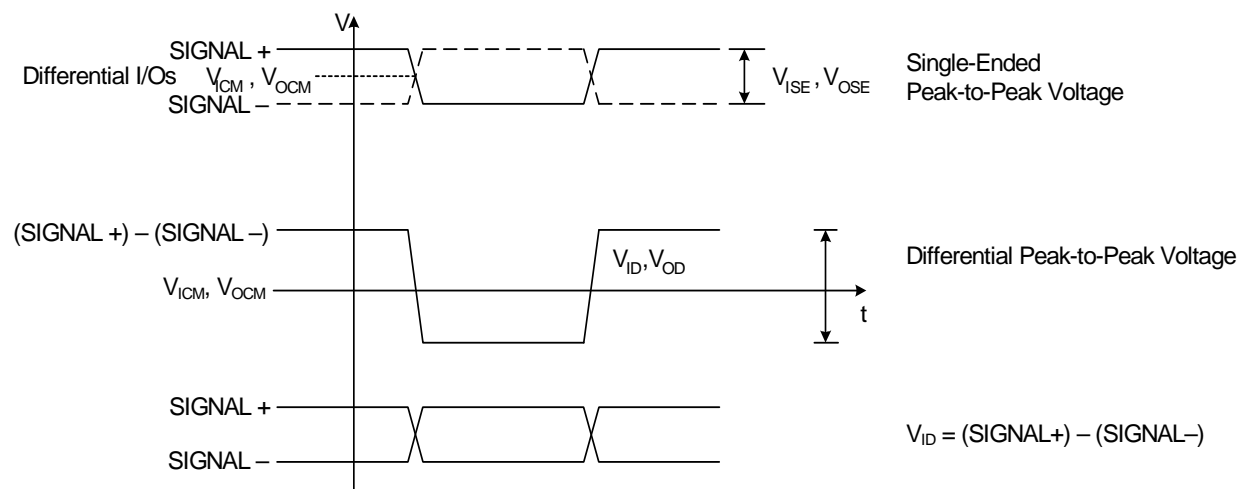 V
SIGNAL +
Differential I/Os
V_ICM , V_OCM
SIGNAL –
V_ISE , V_OSE
Single-Ended
Peak-to-Peak Voltage
(SIGNAL +) – (SIGNAL –)
V_ID, V_OD
Differential Peak-to-Peak Voltage
V_ICM, V_OCM
t
SIGNAL +
SIGNAL –
V_ID = (SIGNAL+) – (SIGNAL–)